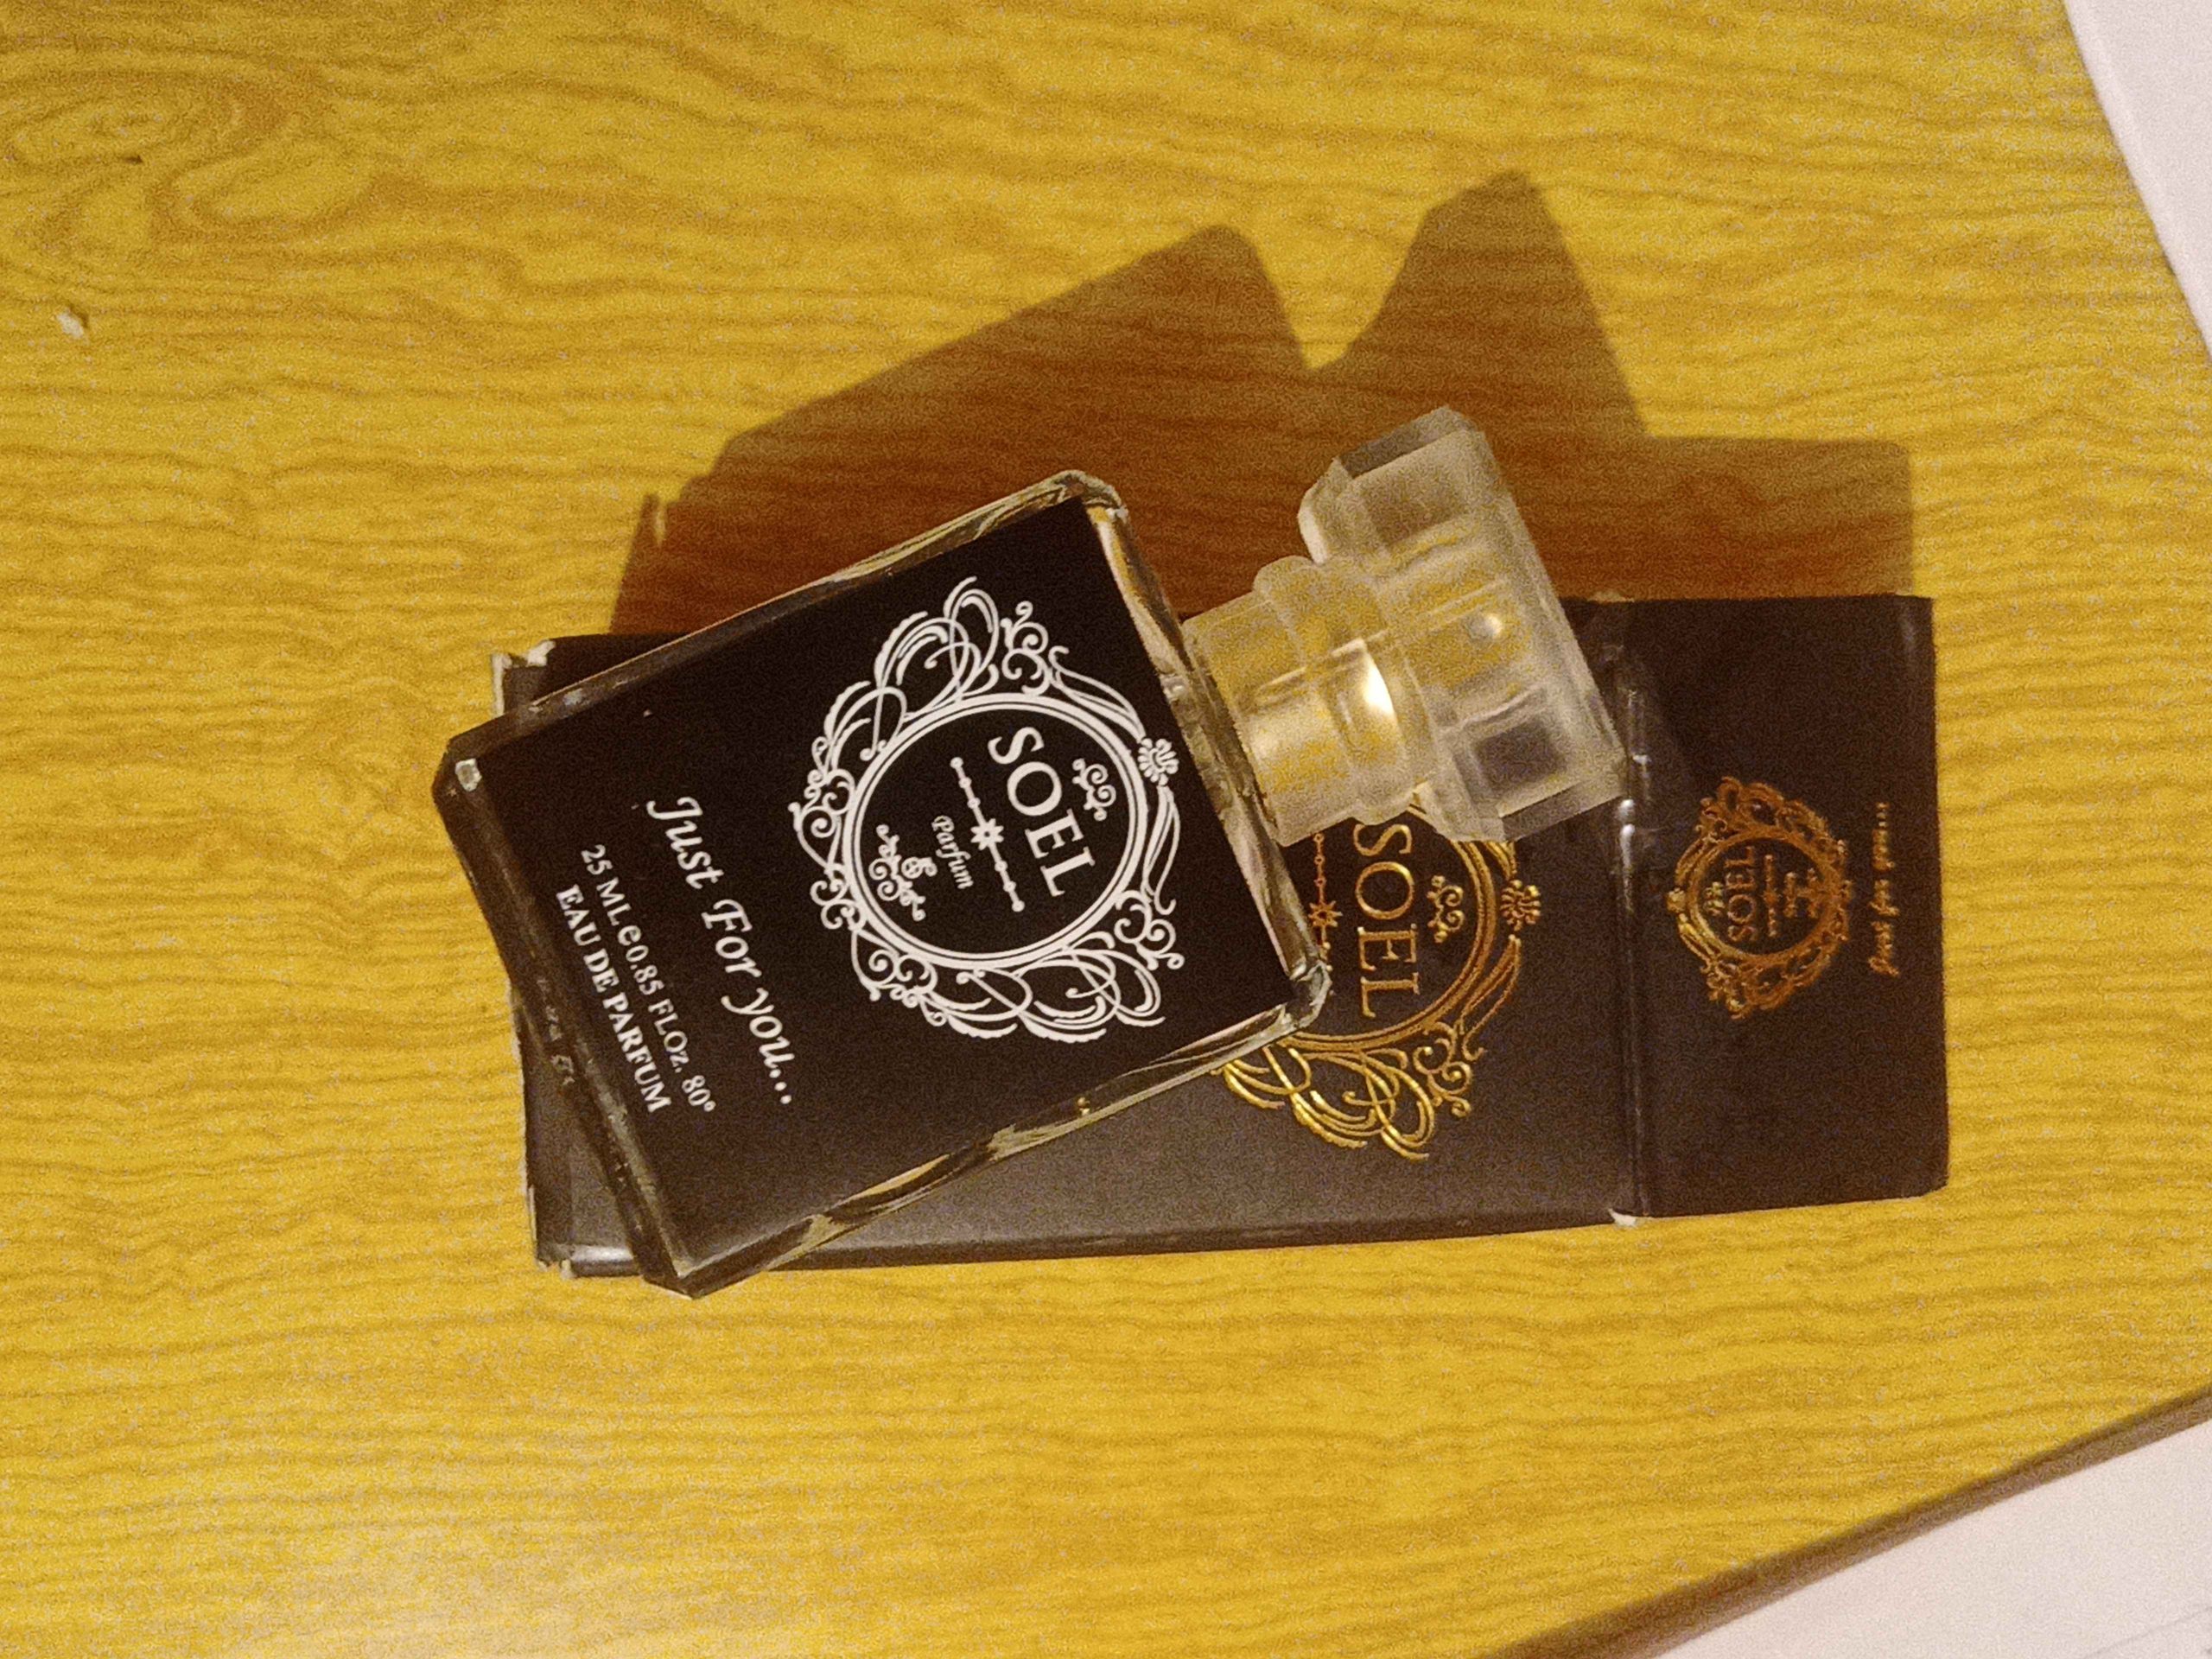 SOEL
Parfum
Just For you...
25 ML e 0.85 FL.Oz. 80°
EAU DE PARFUM
SOEL
SOEL
Just for you....